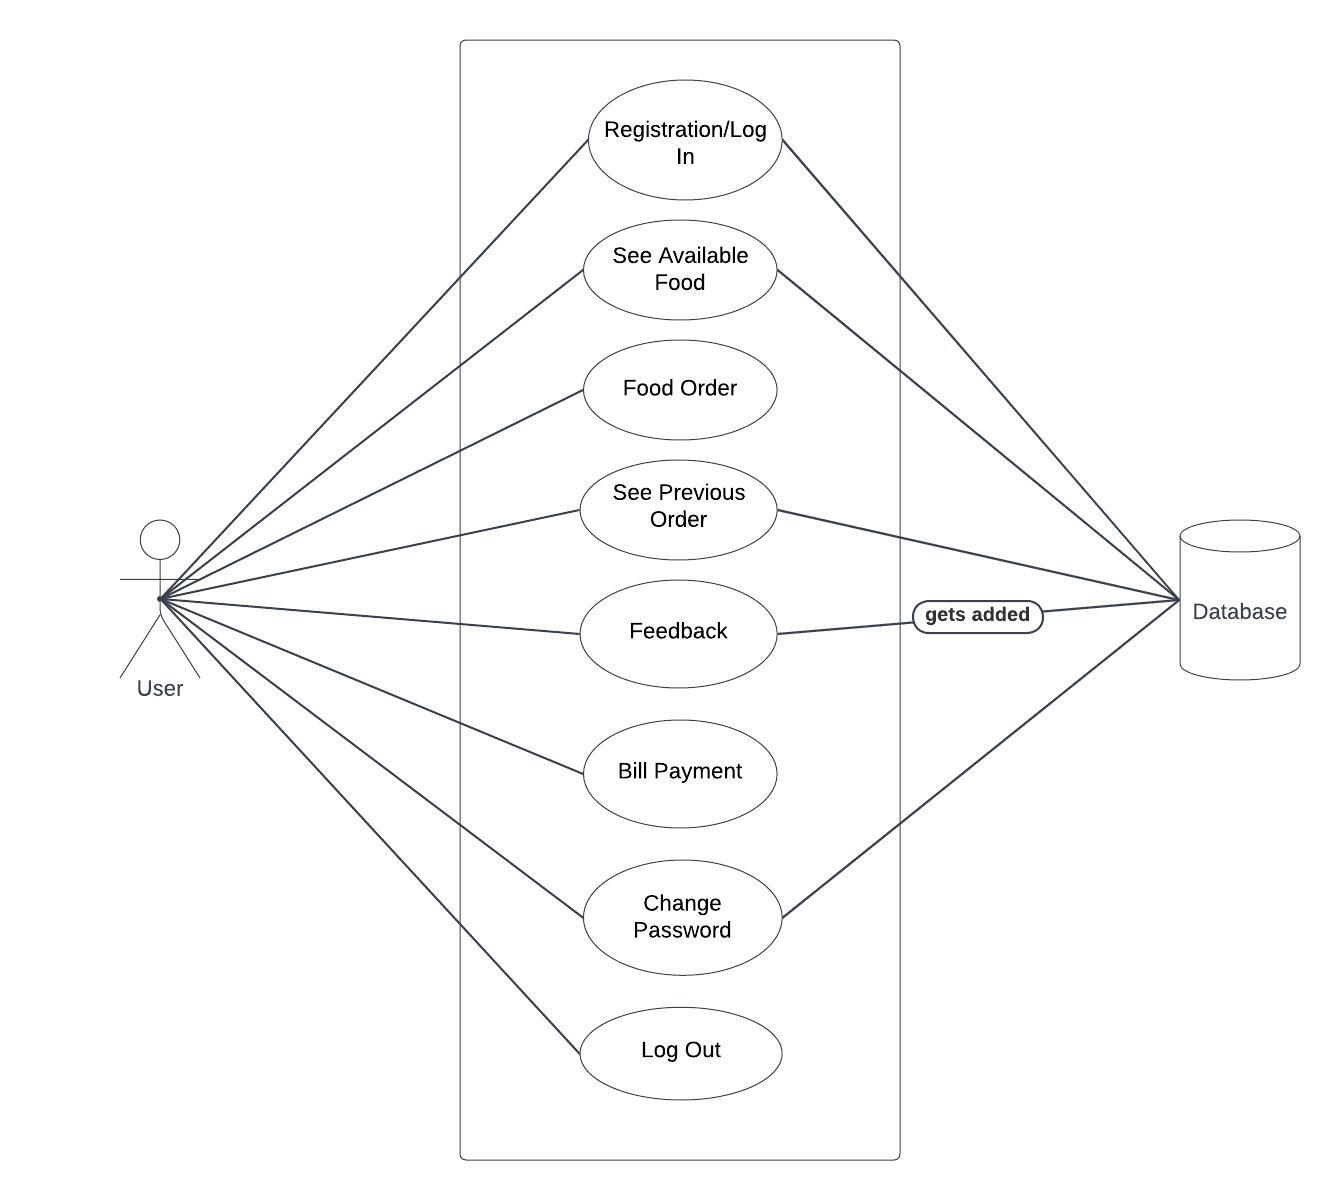 Registration/Log
In
See Available
Food
Food Order
See Previous
Order
Feedback
gets added
Database
User
Bill Payment
Change
Password
Log Out